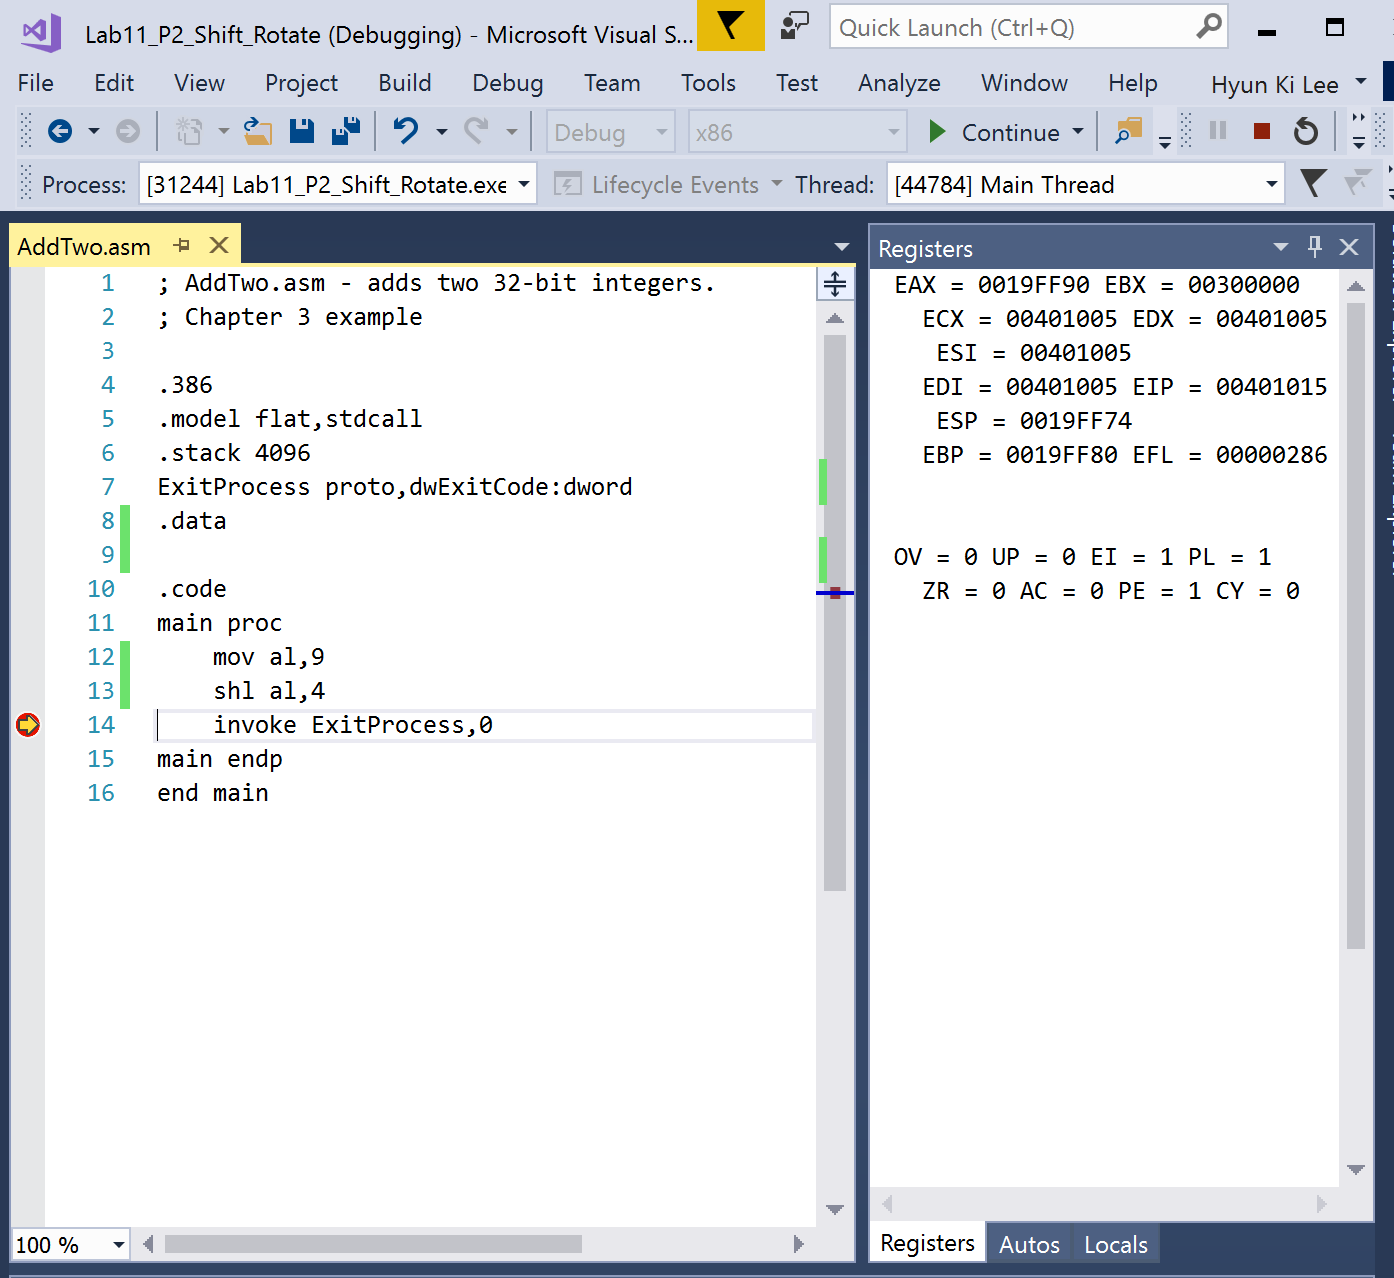 Lab11_P2_Shift_Rotate (Debugging) - Microsoft Visual S...
Quick Launch (Ctrl+Q)
File Edit View Project Build Debug Team Tools Test Analyze Window Help Hyun Ki Lee
Debug x86 Continue
Process: [31244] Lab11_P2_Shift_Rotate.exe Lifecycle Events Thread: [44784] Main Thread
AddTwo.asm
1 ; AddTwo.asm - adds two 32-bit integers.
2 ; Chapter 3 example
3
4 .386
5 .model flat,stdcall
6 .stack 4096
7 ExitProcess proto,dwExitCode:dword
8 .data
9
10 .code
11 main proc
12 mov al,9
13 shl al,4
14 invoke ExitProcess,0
15 main endp
16 end main
100 %
Registers
EAX = 0019FF90 EBX = 00300000
ECX = 00401005 EDX = 00401005
ESI = 00401005
EDI = 00401005 EIP = 00401015
ESP = 0019FF74
EBP = 0019FF80 EFL = 00000286
OV = 0 UP = 0 EI = 1 PL = 1
ZR = 0 AC = 0 PE = 1 CY = 0
Registers Autos Locals